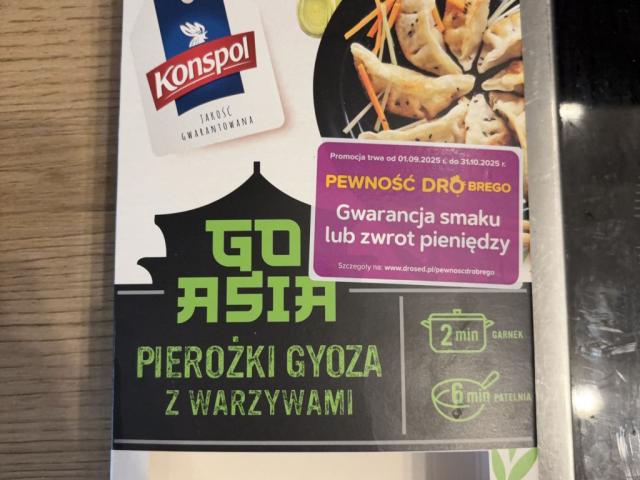 Konspol
JAKOŚĆ
GWARANTOWANA
Promocja trwa od 01.09.2025 r. do 31.10.2025 r.
PEWNOŚĆ DROBREGO
Gwarancja smaku
lub zwrot pieniędzy
Szczegóły na: www.drosed.pl/pewnoscdrobrego
GO
ASIA
PIEROŻKI GYOZA
Z WARZYWAMI
2 min GARNEK
6 min PATELNIA